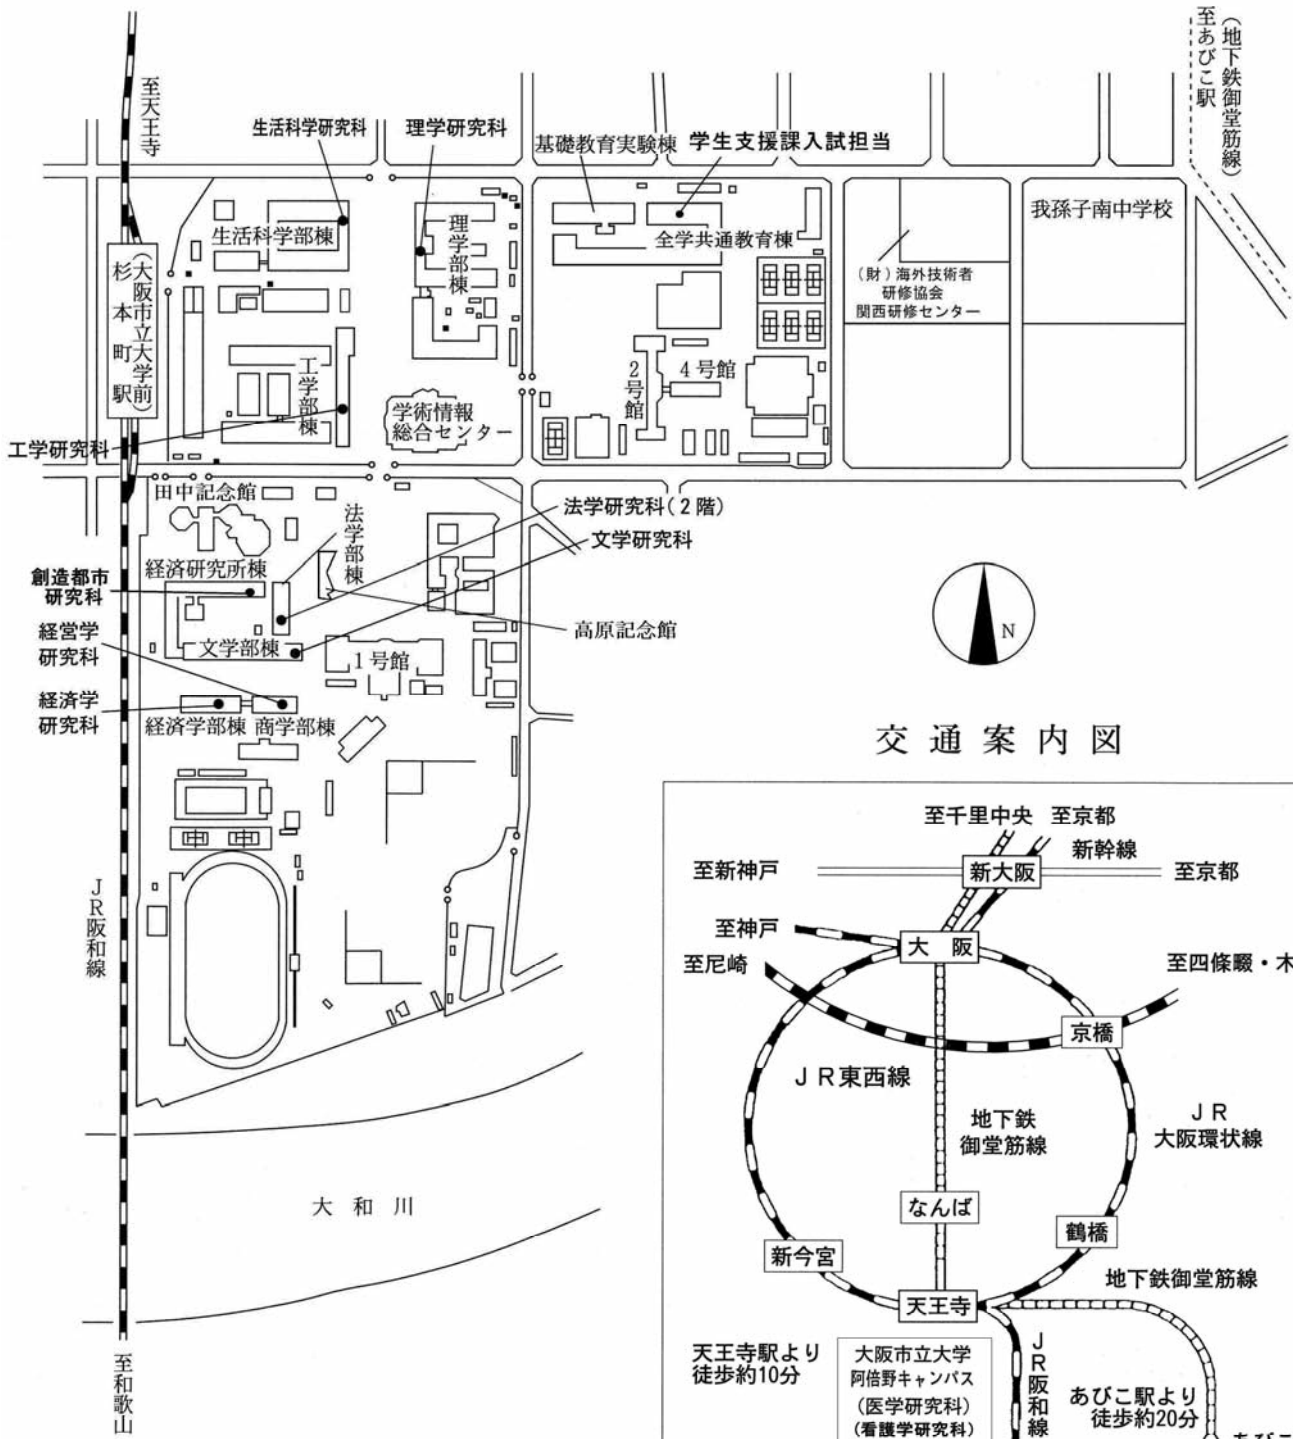 至天王寺
(地下鉄御堂筋線)
至あびこ駅
生活科学研究科
理学研究科
基礎教育実験棟
学生支援課入試担当
生活科学部棟
理学部棟
全学共通教育棟
我孫子南中学校
(財)海外技術者
研修協会
関西研修センター
(大阪市立大学前)
杉本町駅
工学部棟
2号館
4号館
学術情報
総合センター
工学研究科
田中記念館
法学研究科(2階)
文学研究科
法学部棟
経済研究所棟
創造都市
研究科
高原記念館
経営学
研究科
文学部棟
1号館
経済学
研究科
経済学部棟
商学部棟
N
JR阪和線
大和川
至和歌山
交通案内図
至千里中央
至京都
新幹線
至新神戸
新大阪
至京都
至神戸
大阪
至尼崎
至四條畷・木
京橋
JR東西線
地下鉄
御堂筋線
JR
大阪環状線
なんば
鶴橋
新今宮
地下鉄御堂筋線
天王寺
天王寺駅より
徒歩約10分
大阪市立大学
阿倍野キャンパス
(医学研究科)
(看護学研究科)
JR阪和線
あびこ駅より
徒歩約20分